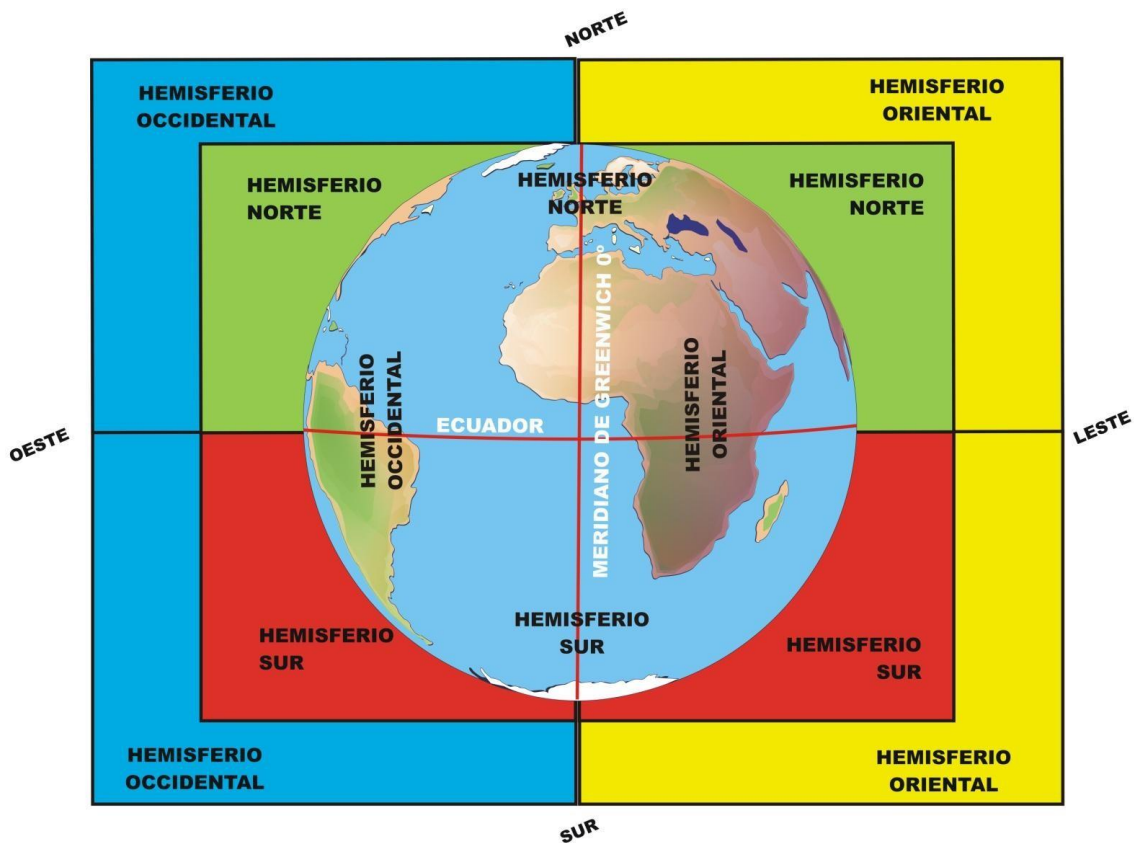 NORTE
HEMISFERIO
OCCIDENTAL
HEMISFERIO
ORIENTAL
HEMISFERIO
NORTE
HEMISFERIO
NORTE
HEMISFERIO
NORTE
MERIDIANO DE GREENWICH 0º
HEMISFERIO
OCCIDENTAL
HEMISFERIO
ORIENTAL
ECUADOR
OESTE
LESTE
HEMISFERIO
SUR
HEMISFERIO
SUR
HEMISFERIO
SUR
HEMISFERIO
OCCIDENTAL
HEMISFERIO
ORIENTAL
SUR